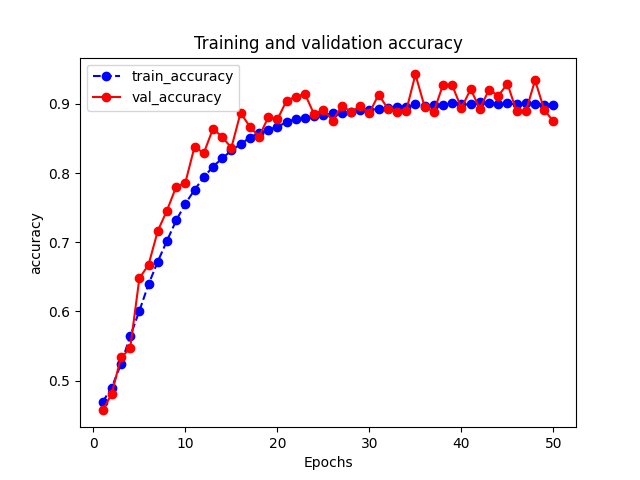 Training and validation accuracy
train_accuracy
val_accuracy
accuracy
0.9
0.8
0.7
0.6
0.5
0 10 20 30 40 50
Epochs